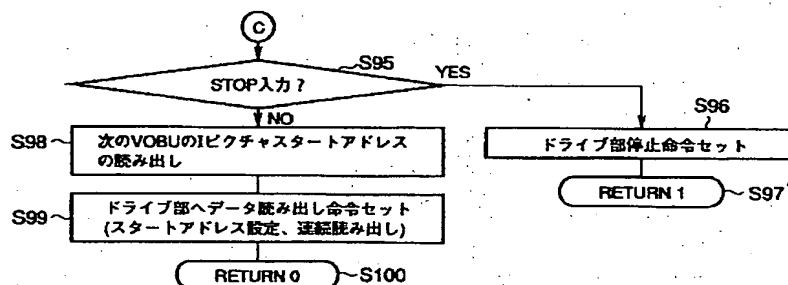 C
S95
STOP入力?
YES
NO
S96
S98
次のVOBUのIピクチャスタートアドレス
の読み出し
ドライブ部停止命令セット
RETURN 1
S97
S99
ドライブ部へデータ読み出し命令セット
(スタートアドレス設定、連続読み出し)
RETURN 0
S100